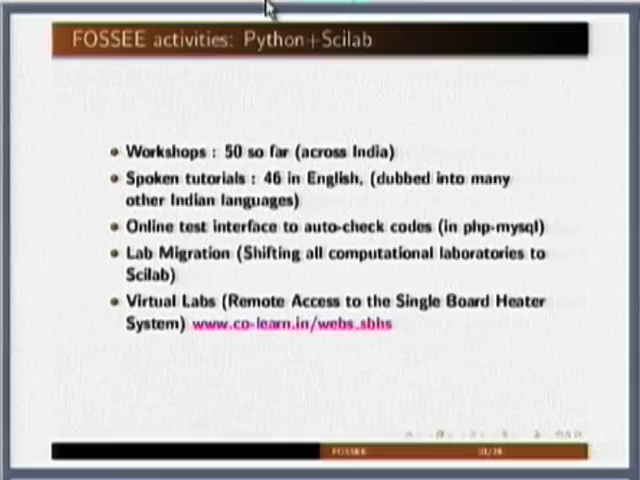 FOSSEE activities: Python+Scilab
Workshops : 50 so far (across India)
Spoken tutorials : 46 in English, (dubbed into many
other Indian languages)
Online test interface to auto-check codes (in php-mysql)
Lab Migration (Shifting all computational laboratories to
Scilab)
Virtual Labs (Remote Access to the Single Board Heater
System) www.co-learn.in/webs_sbhs
FOSSEE